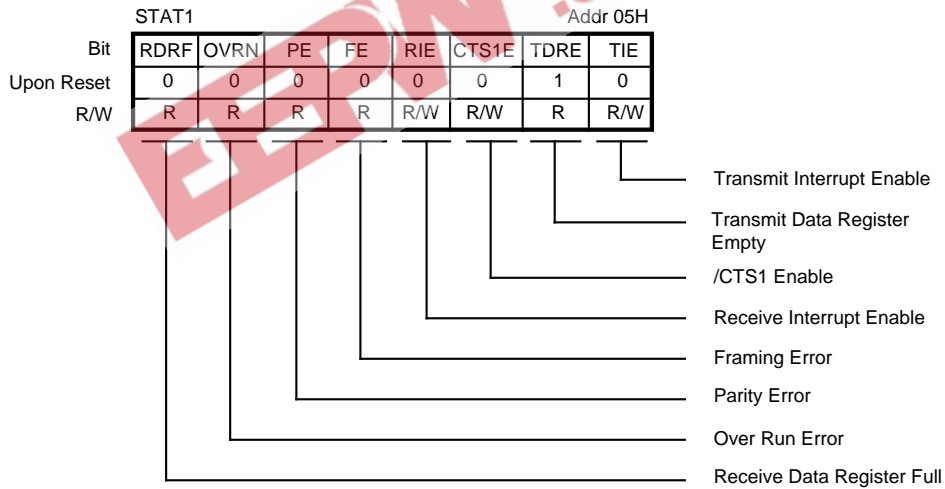 STAT1 Addr 05H
Bit RDRF OVRN PE FE RIE CTS1E TDRE TIE
Upon Reset 0 0 0 0 0 0 1 0
R/W R R R R R/W R/W R R/W
Transmit Interrupt Enable
Transmit Data Register
Empty
/CTS1 Enable
Receive Interrupt Enable
Framing Error
Parity Error
Over Run Error
Receive Data Register Full
EEPW